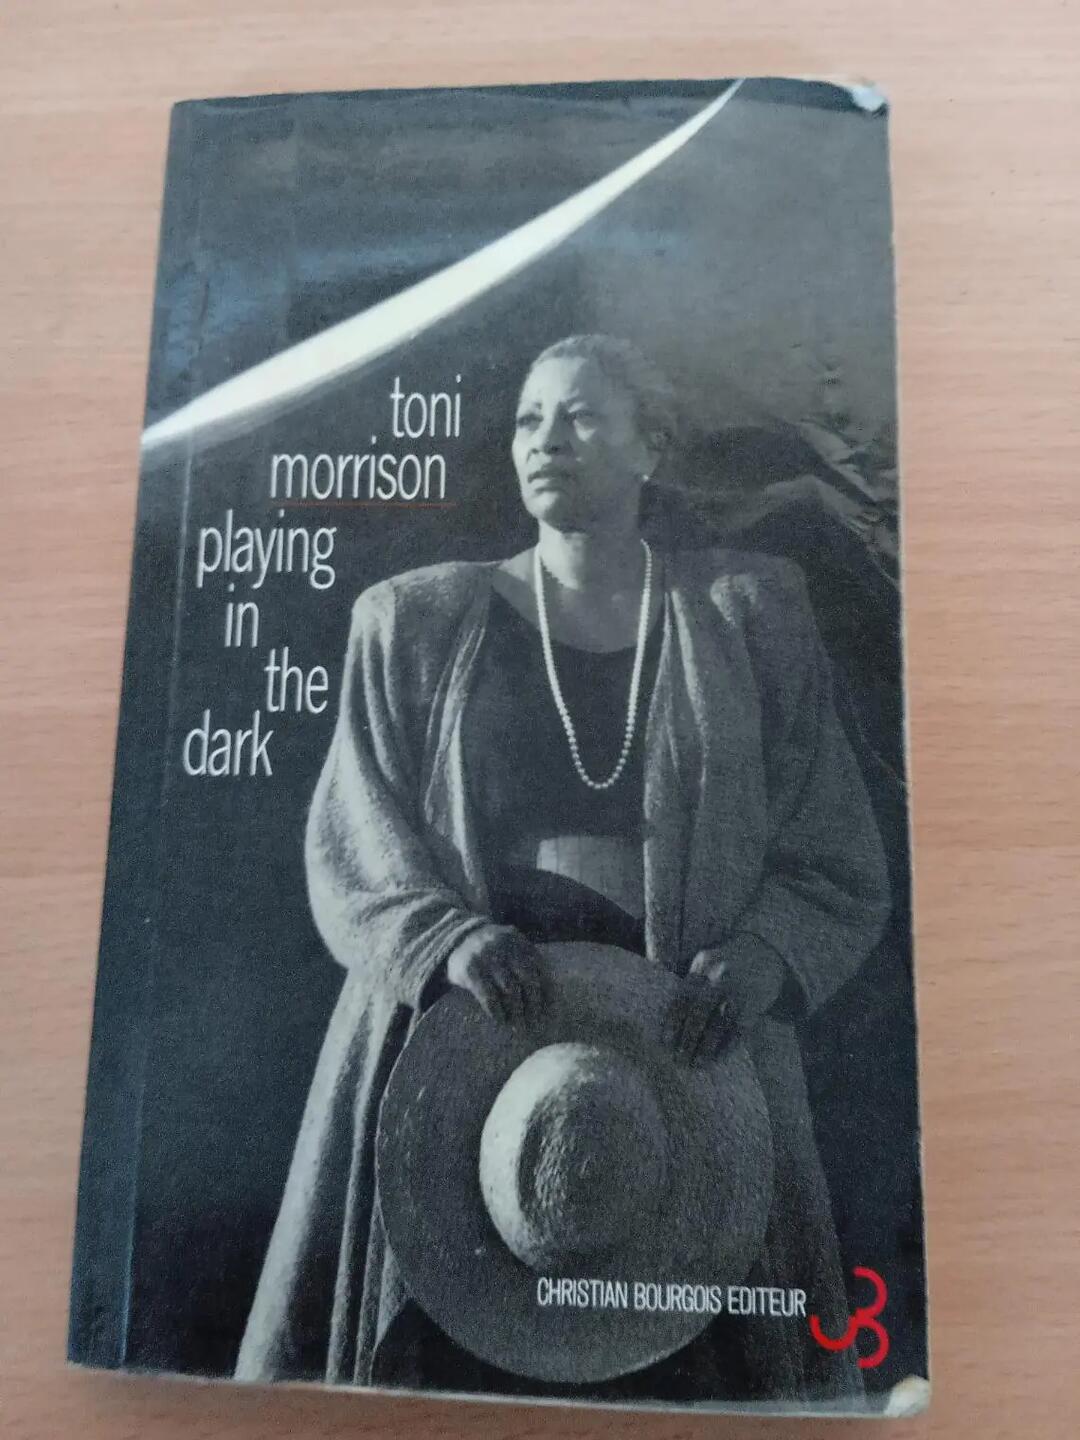 toni
morrison
playing
in
the
dark
CHRISTIAN BOURGOIS EDITEUR